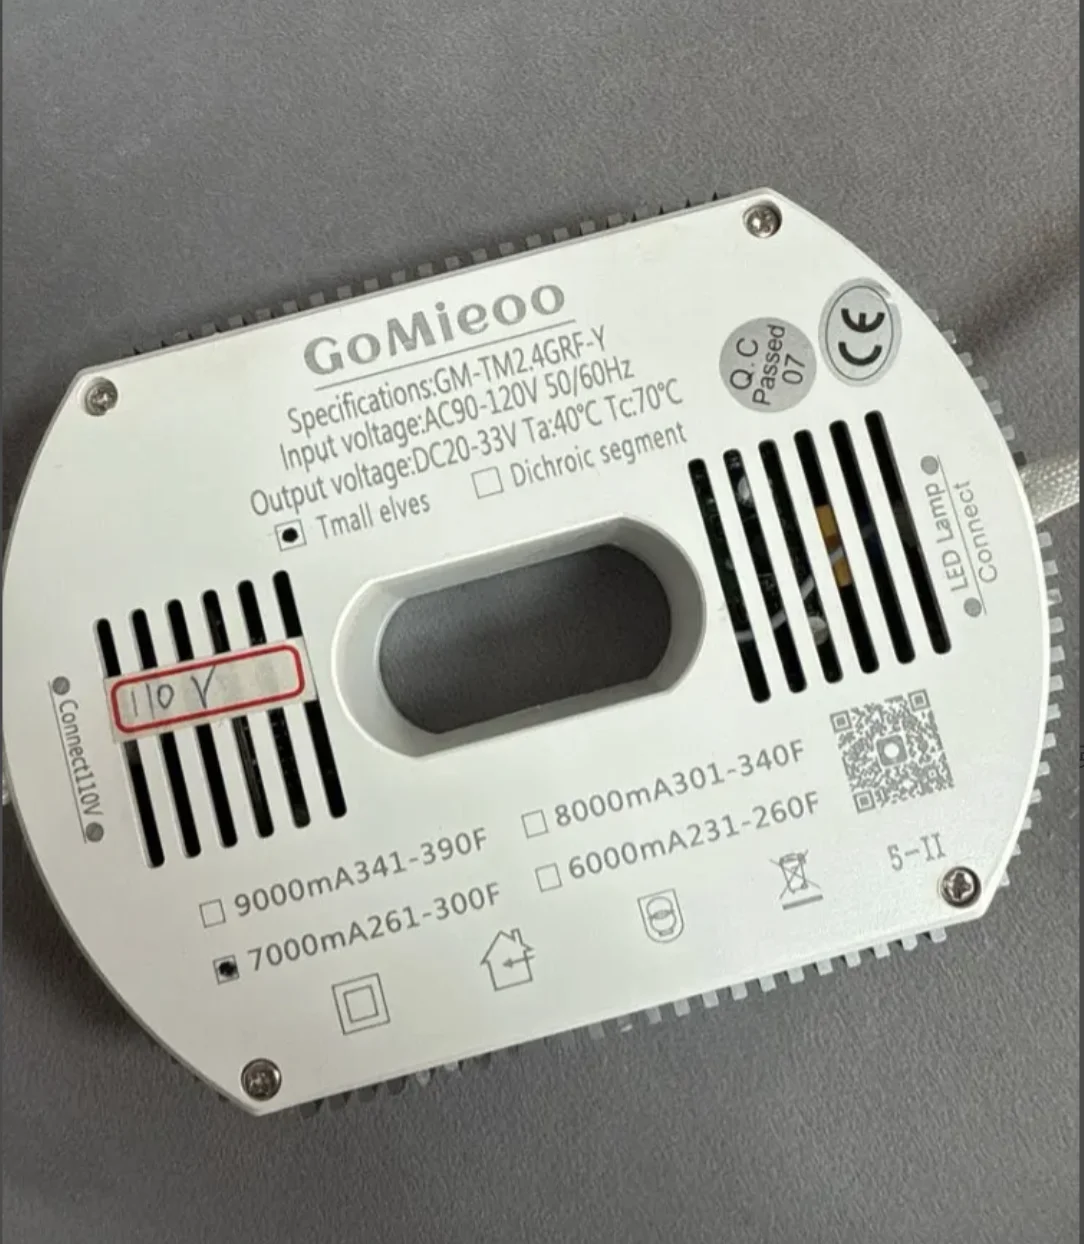 GoMieoo
Specifications:GM-TM2.4GRF-Y
Input voltage:AC90-120V 50/60Hz
Output voltage:DC20-33V Ta:40℃ Tc:70℃
Tmall elves
Dichroic segment
Q.C
Passed
07
CE
LED Lamp
Connect
110 V
Connect110V
9000mA341-390F
8000mA301-340F
7000mA261-300F
6000mA231-260F
5-II